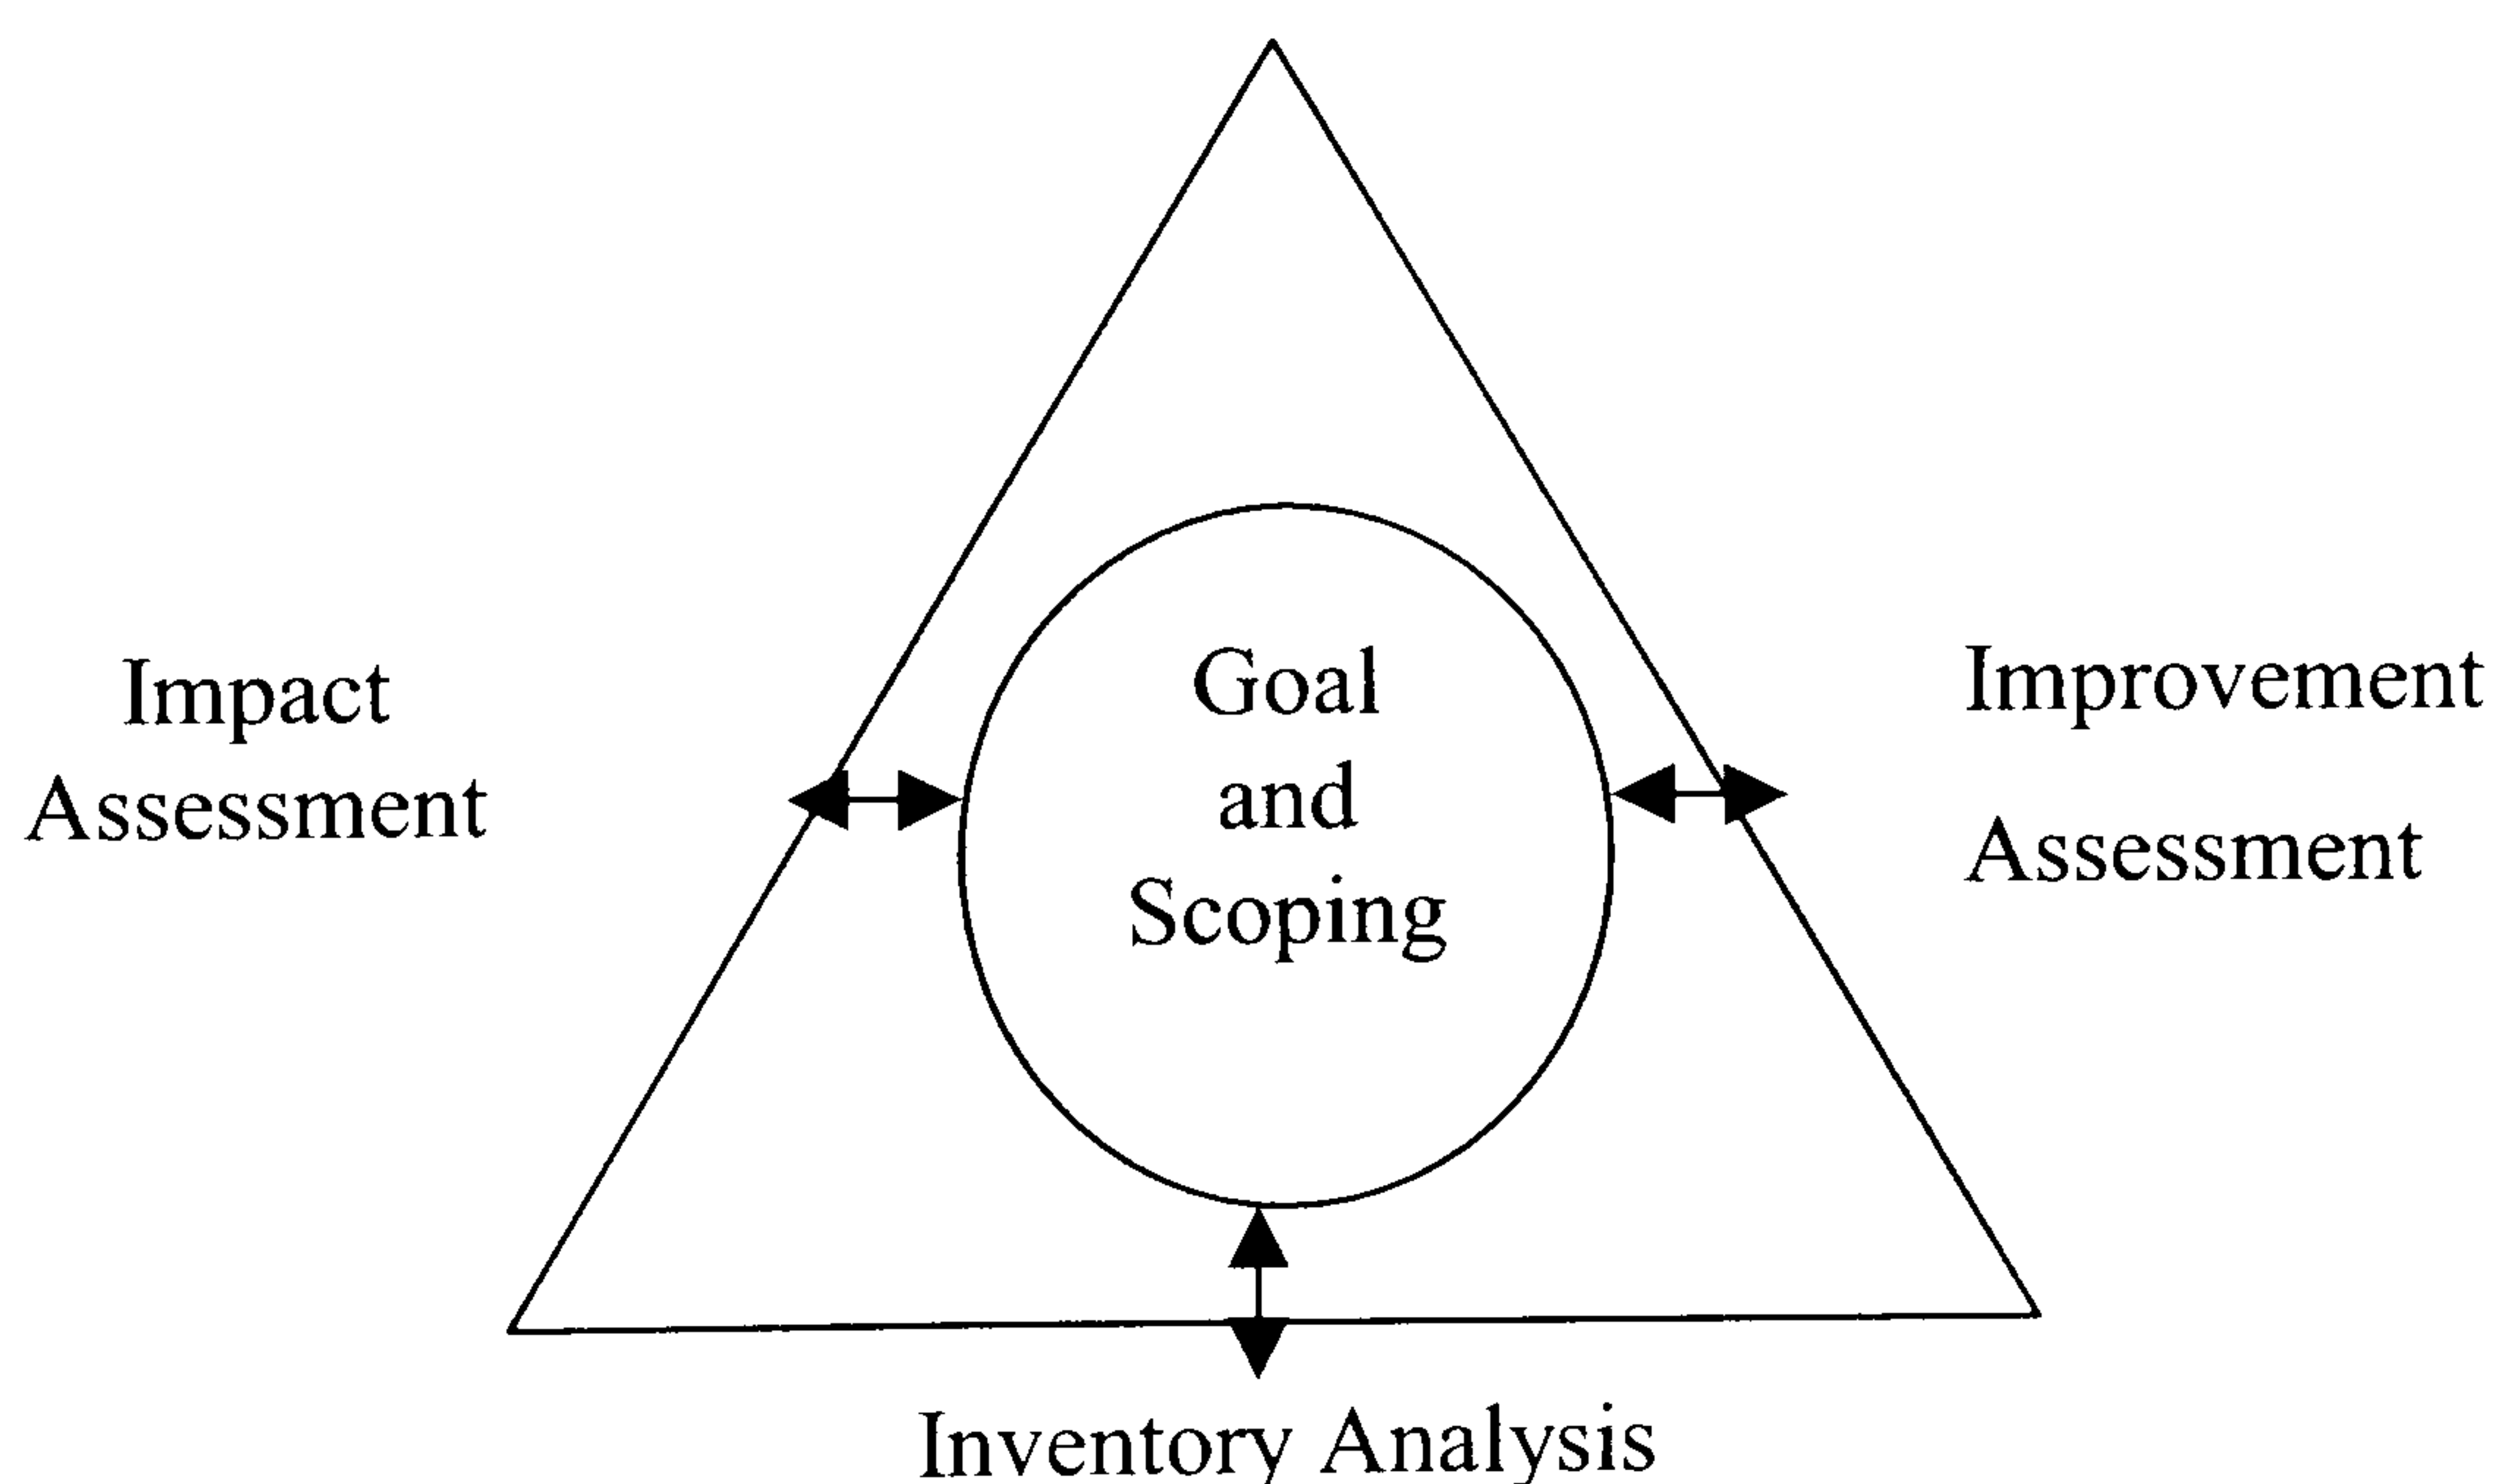 Goal
and
Scoping
Impact
Assessment
Improvement
Assessment
Inventory Analysis